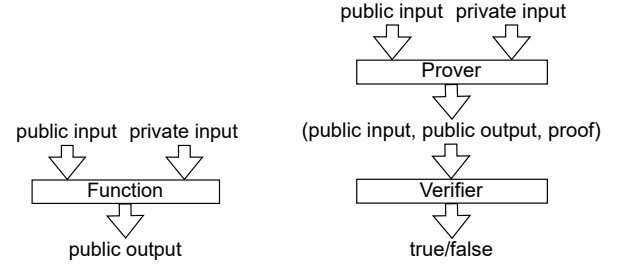 public input private input
Function
public output
public input private input
Prover
(public input, public output, proof)
Verifier
true/false